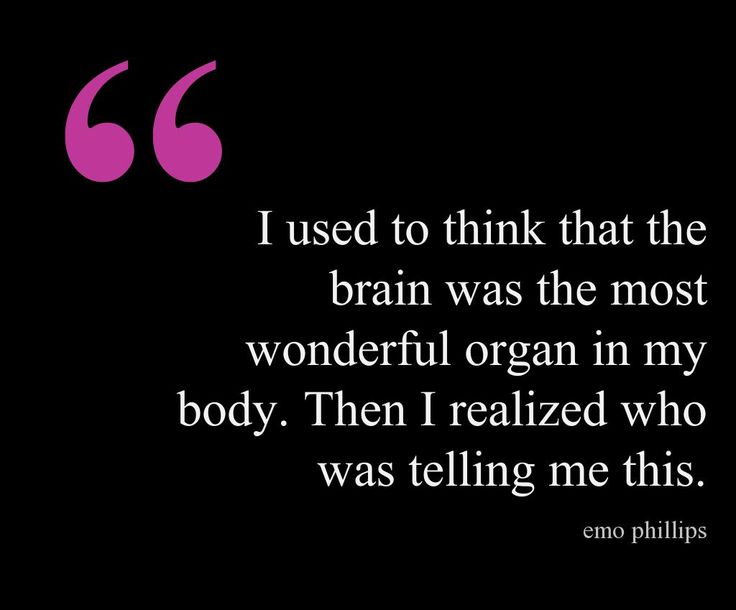 “
I used to think that the
brain was the most
wonderful organ in my
body. Then I realized who
was telling me this.
emo phillips